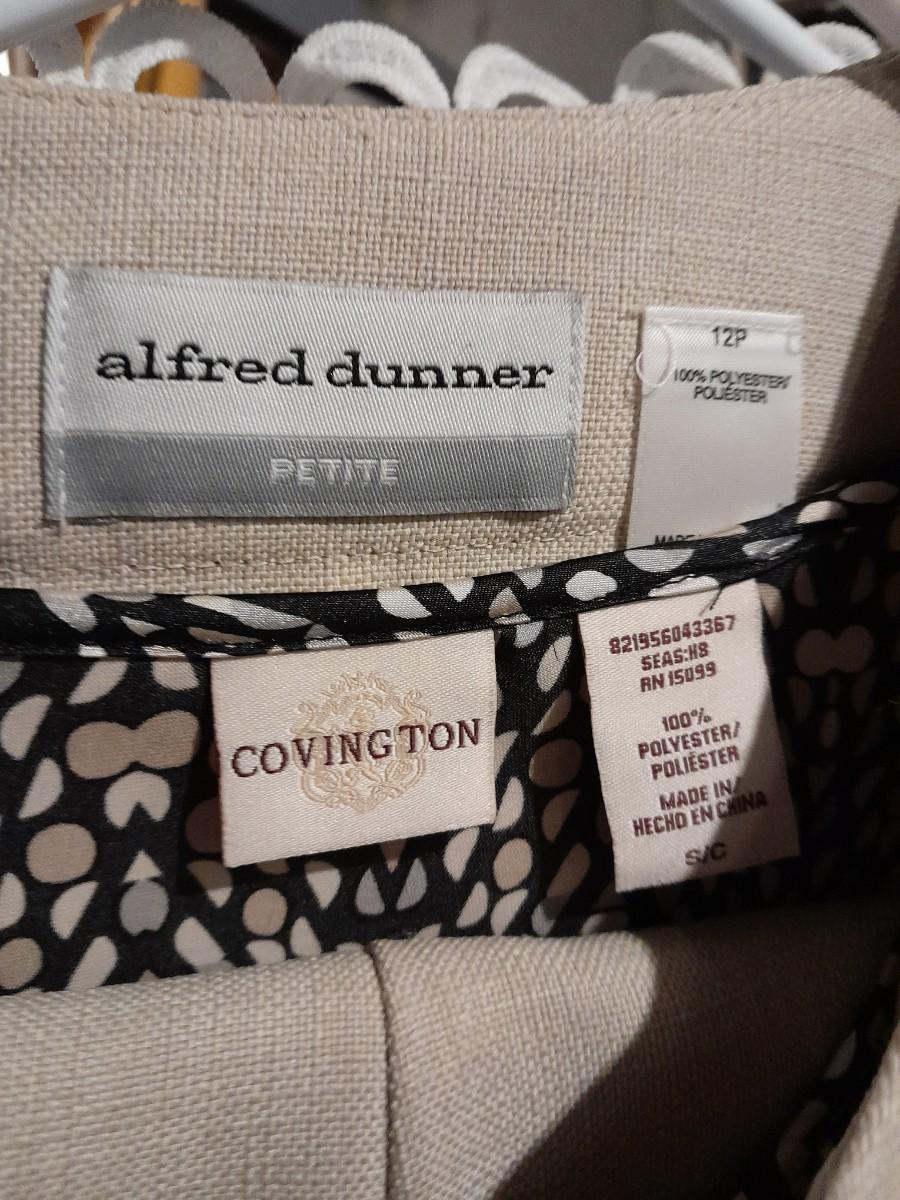 alfred dunner
PETITE
12P
100% POLYESTER/
POLIÉSTER
MADE
COVINGTON
821956043367
SEAS:H8
RN 15099
100%
POLYESTER/
POLIÉSTER
MADE IN/
HECHO EN CHINA
S/C